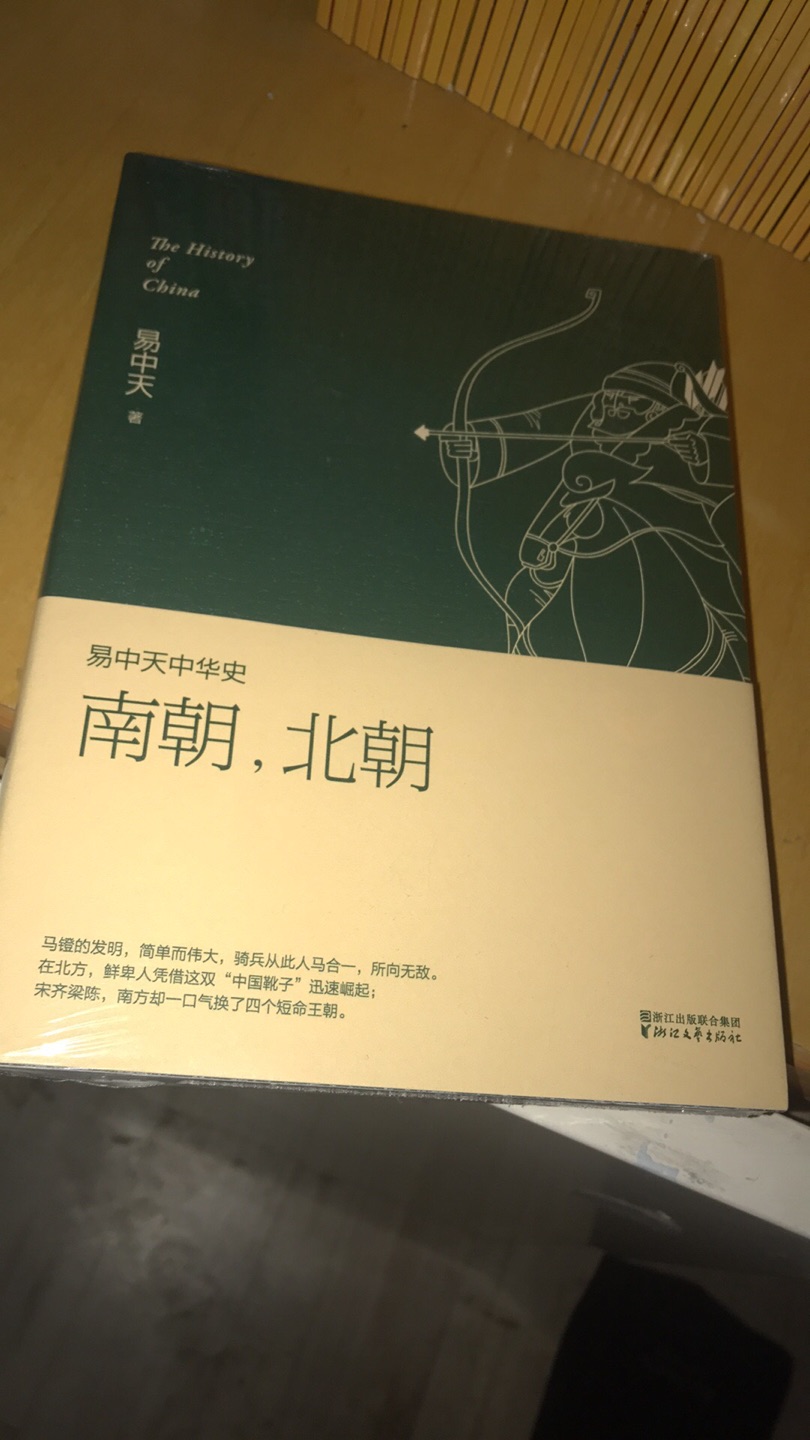 The History
of
China
易中天 著
易中天中华史
南朝，北朝
马镫的发明，简单而伟大，骑兵从此人马合一，所向无敌。
在北方，鲜卑人凭借这双“中国靴子”迅速崛起；
宋齐梁陈，南方却一口气换了四个短命王朝。
浙江出版联合集团
浙江文艺出版社